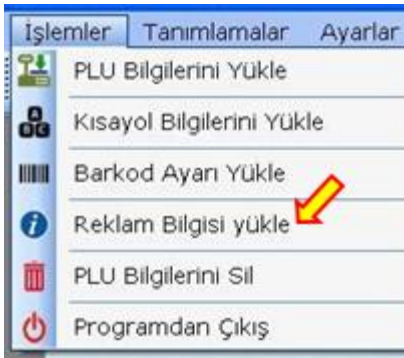 İşlemler Tanımlamalar Ayarlar
PLU Bilgilerini Yükle
Kısayol Bilgilerini Yükle
Barkod Ayarı Yükle
Reklam Bilgisi yükle
PLU Bilgilerini Sil
Programdan Çıkış